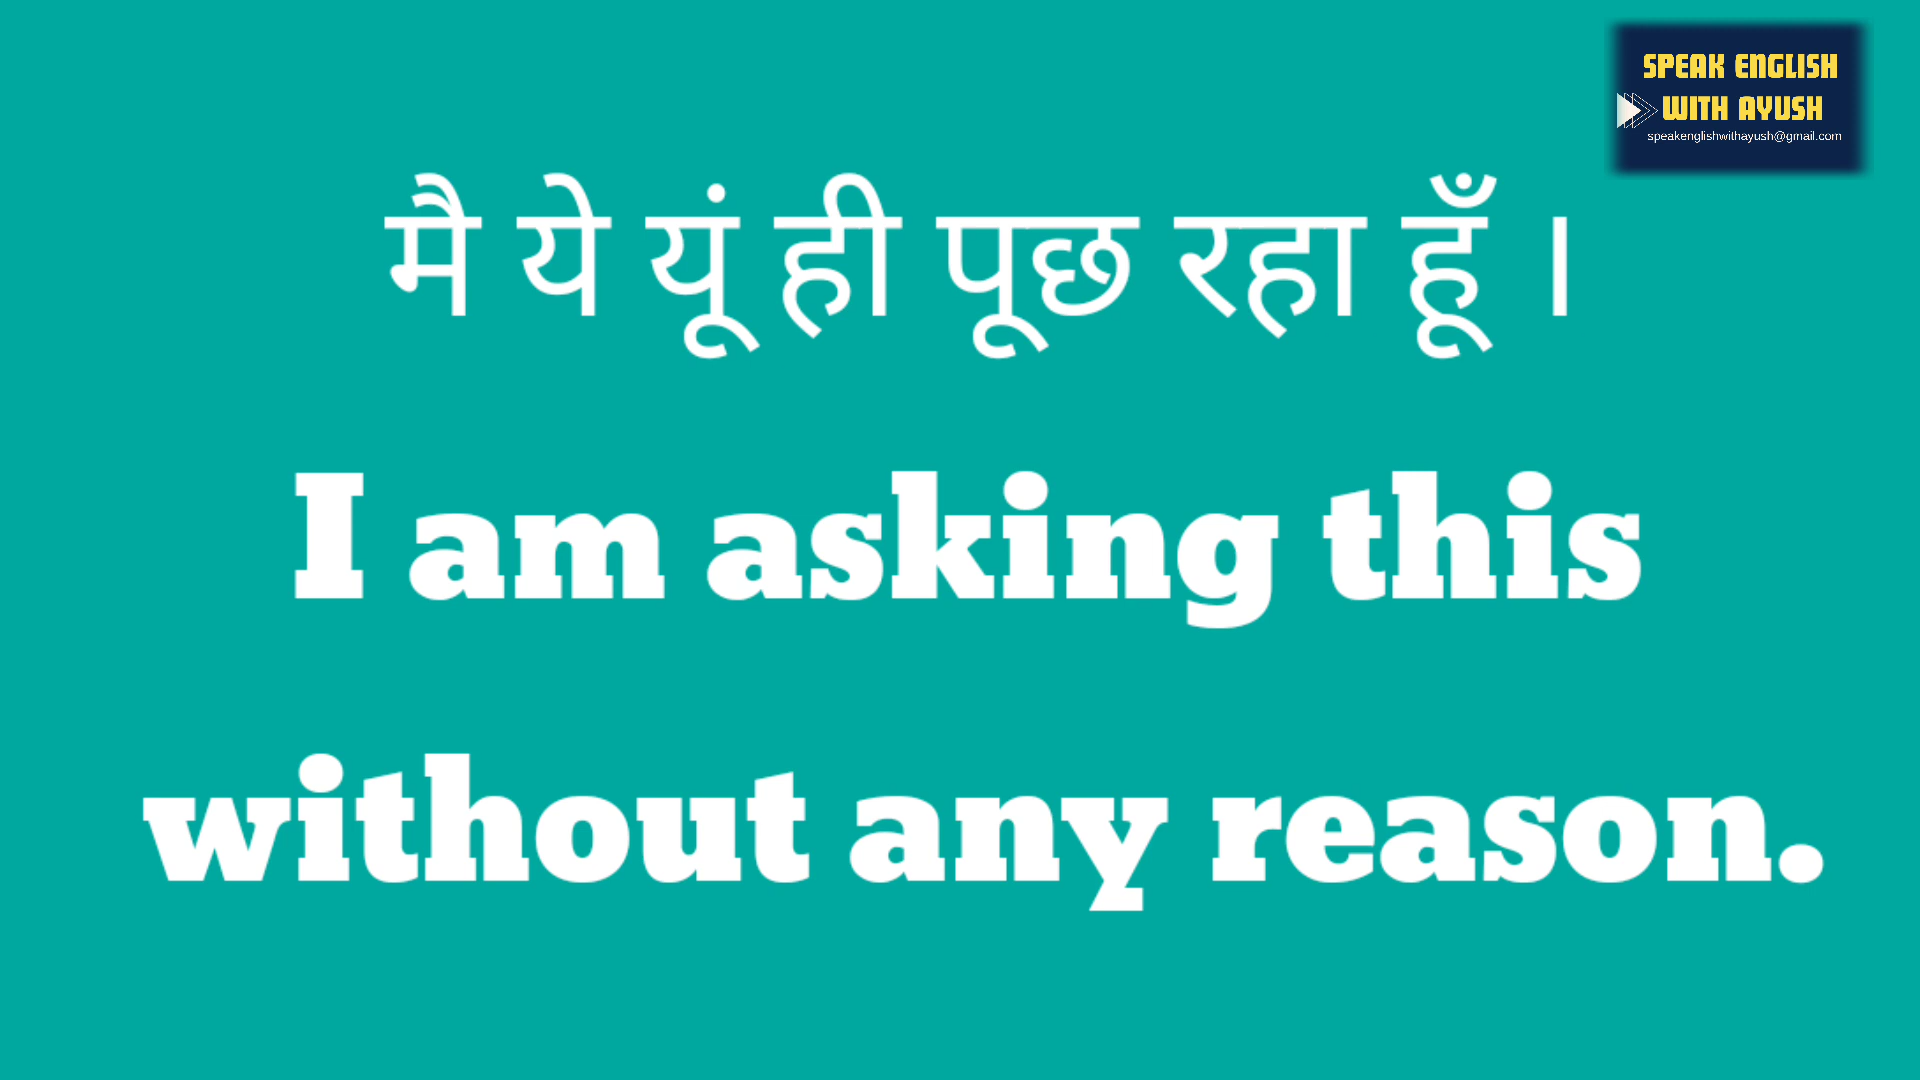 SPEAK ENGLISH
WITH AYUSH
speakenglishwithayush@gmail.com
मै ये यूं ही पूछ रहा हूँ ।
I am asking this
without any reason.